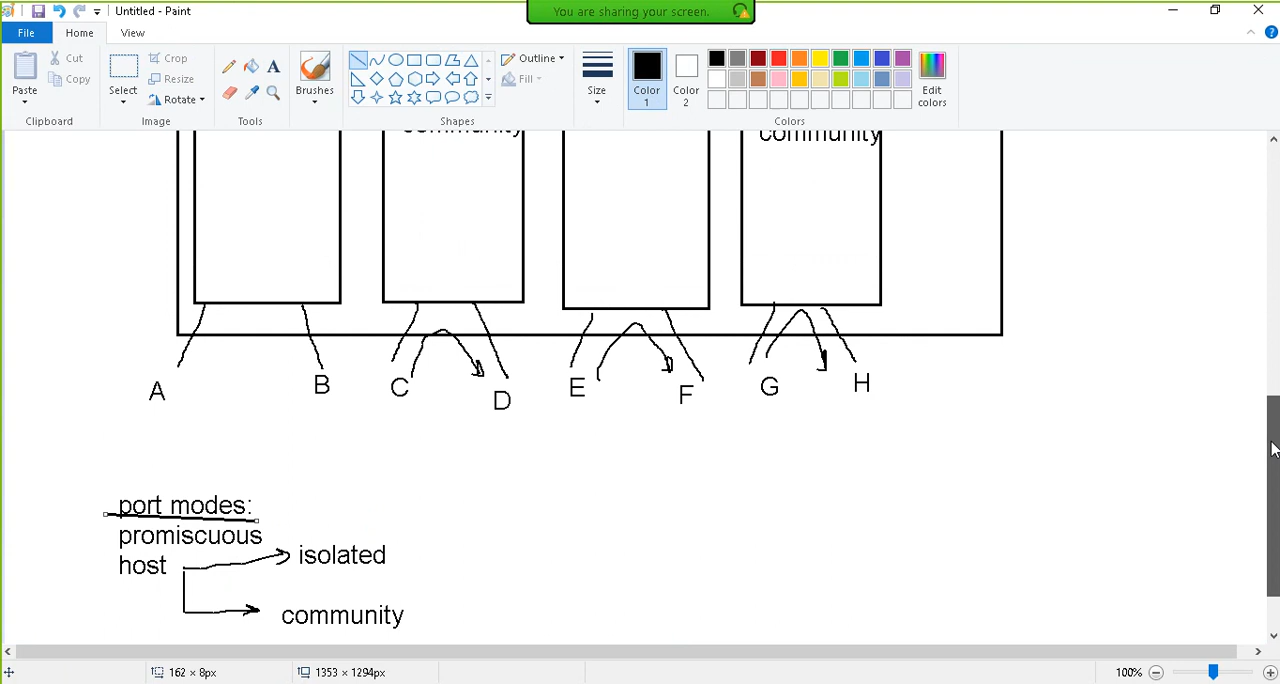 You are sharing your screen.
Untitled - Paint
File Home View
Paste
Cut
Copy
Clipboard
Select
Crop
Resize
Rotate
Image
A
Tools
Brushes
Shapes
Outline
Fill
Size
Color 1
Color 2
Edit colors
Colors
community
community
A
B
C
D
E
F
G
H
port modes:
promiscuous
host
isolated
community
162 × 8px
1353 × 1294px
100%